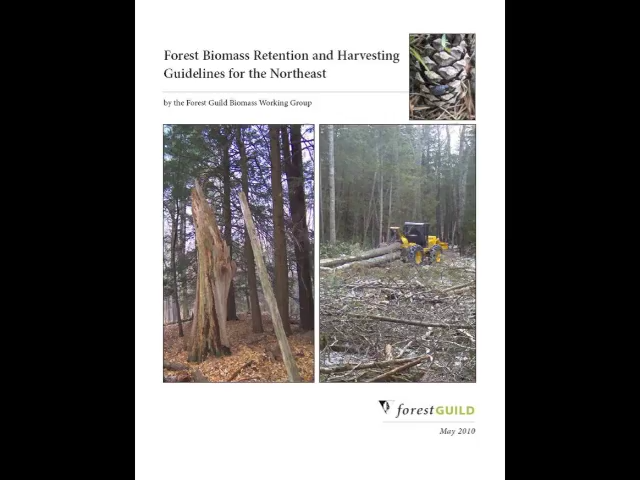 Forest Biomass Retention and Harvesting
Guidelines for the Northeast
by the Forest Guild Biomass Working Group
forestGUILD
May 2010